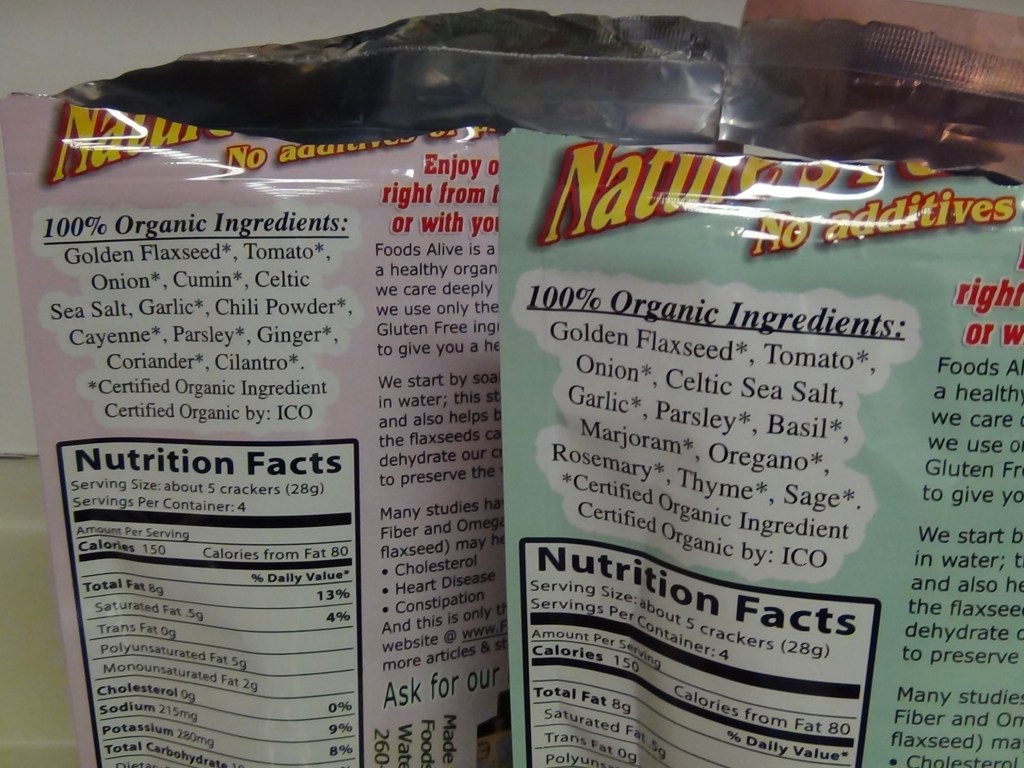 No additives
Enjoy
right from
or with
100% Organic Ingredients:
Golden Flaxseed*, Tomato*,
Onion*, Cumin*, Celtic
Sea Salt, Garlic*, Chili Powder*,
Cayenne*, Parsley*, Ginger*,
Coriander*, Cilantro*.
*Certified Organic Ingredient
Certified Organic by: ICO
Nutrition Facts
Serving Size: about 5 crackers (28g)
Servings Per Container: 4
Amount Per Serving
Calories 150 Calories from Fat 80
% Daily Value*
Total Fat 8g 13%
Saturated Fat .5g 4%
Trans Fat 0g
Polyunsaturated Fat 5g
Monounsaturated Fat 2g
Cholesterol 0g 0%
Sodium 215mg 9%
Potassium 280mg 8%
Total Carbohydrate
Foods Alive is a
a healthy organ
we care deeply
we use only the
Gluten Free ing
to give you a he
We start by soa
in water; this st
and also helps b
the flaxseeds ca
dehydrate our c
to preserve the
Many studies ha
Fiber and Omega
flaxseed) may he
• Cholesterol
• Heart Disease
• Constipation
And this is only th
website @ www.F
more articles & st
Ask for our
Made
Foods
Wate
260-
Nature's
No additives
right
or w
100% Organic Ingredients:
Golden Flaxseed*, Tomato*,
Onion*, Celtic Sea Salt,
Garlic*, Parsley*, Basil*,
Marjoram*, Oregano*,
Rosemary*, Thyme*, Sage*.
*Certified Organic Ingredient
Certified Organic by: ICO
Nutrition Facts
Serving Size: about 5 crackers (28g)
Servings Per Container: 4
Amount Per Serving
Calories 150 Calories from Fat 80
% Daily Value*
Total Fat 8g
Saturated Fat .5g
Trans Fat 0g
Polyuns
Foods Al
a healthy
we care
we use o
Gluten Fr
to give yo
We start b
in water; t
and also he
the flaxsee
dehydrate
to preserve
Many studies
Fiber and Om
flaxseed) ma
• Cholesterol